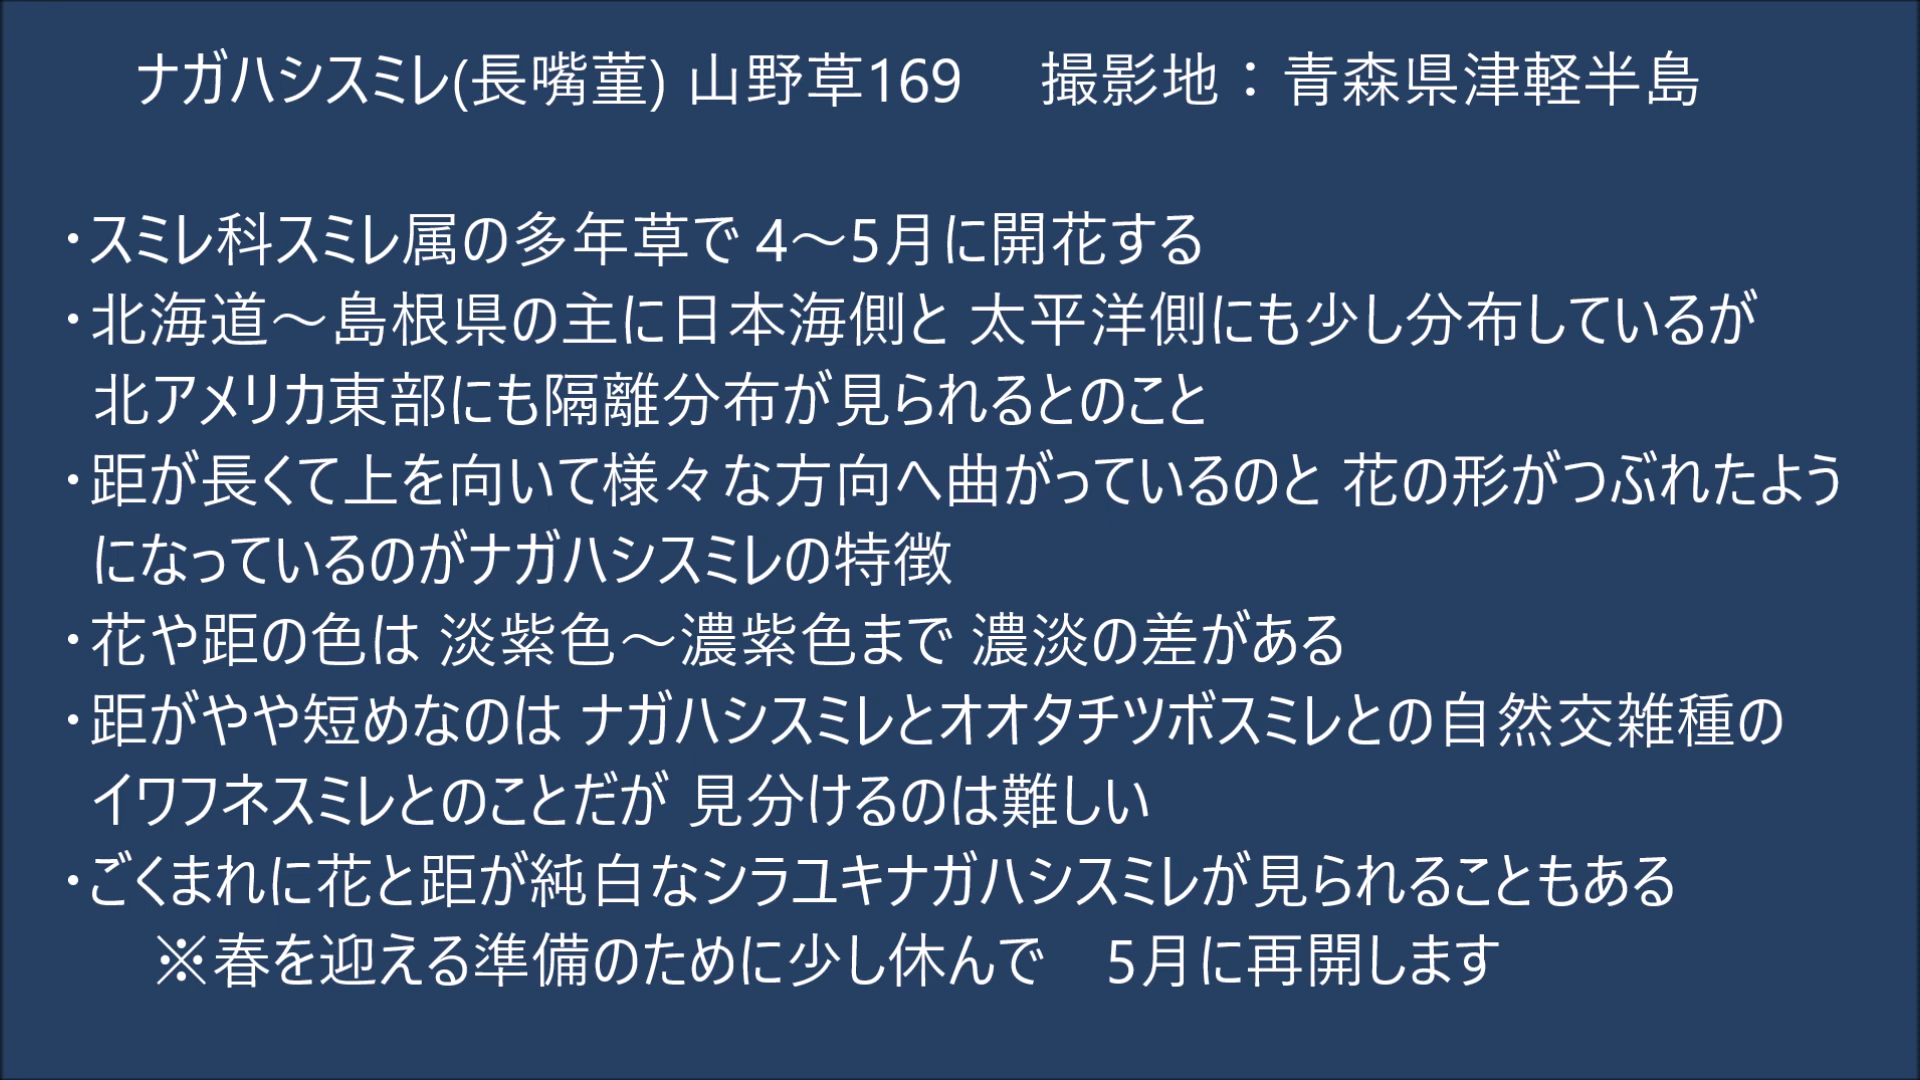 ナガハシスミレ(長嘴菫) 山野草169　撮影地：青森県津軽半島
・スミレ科スミレ属の多年草で 4～5月に開花する
・北海道～島根県の主に日本海側と 太平洋側にも少し分布しているが
北アメリカ東部にも隔離分布が見られるとのこと
・距が長くて上を向いて様々な方向へ曲がっているのと 花の形がつぶれたよう
になっているのがナガハシスミレの特徴
・花や距の色は 淡紫色～濃紫色まで 濃淡の差がある
・距がやや短めなのは ナガハシスミレとオオタチツボスミレとの自然交雑種の
イワフネスミレとのことだが 見分けるのは難しい
・ごくまれに花と距が純白なシラユキナガハシスミレが見られることもある
※春を迎える準備のために少し休んで　5月に再開します